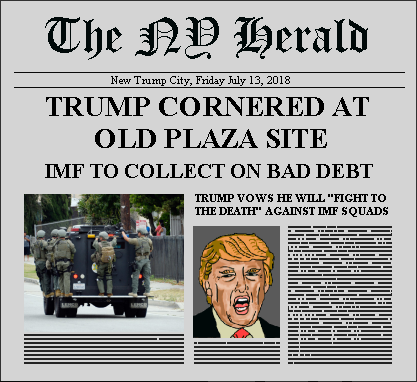 The NY Herald
New Trump City, Friday July 13, 2018
TRUMP CORNERED AT
OLD PLAZA SITE
IMF TO COLLECT ON BAD DEBT
TRUMP VOWS HE WILL "FIGHT TO
THE DEATH" AGAINST IMF SQUADS